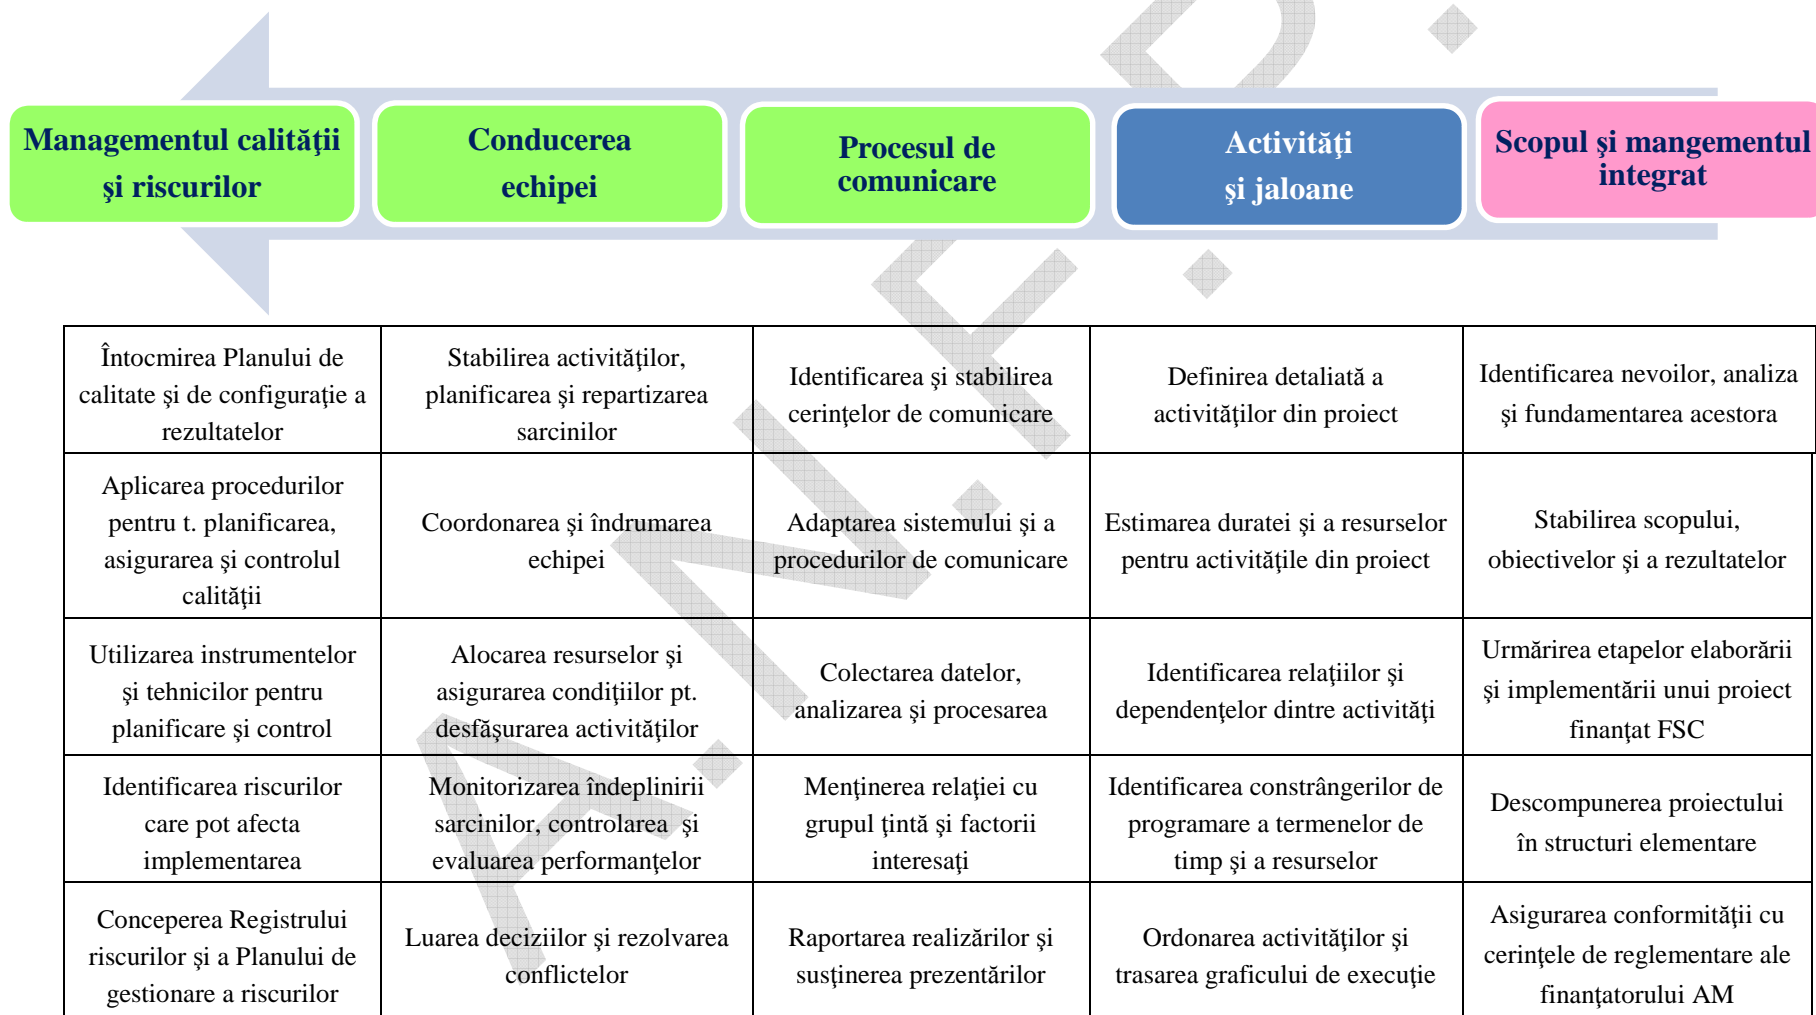 Managementul calităţii
şi riscurilor
Conducerea
echipei
Procesul de
comunicare
Activităţi
şi jaloane
Scopul şi mangementul
integrat
Întocmirea Planului de
calitate şi de configuraţie a
rezultatelor
Stabilirea activităţilor,
planificarea şi repartizarea
sarcinilor
Identificarea şi stabilirea
cerinţelor de comunicare
Definirea detaliată a
activităţilor din proiect
Identificarea nevoilor, analiza
şi fundamentarea acestora
Aplicarea procedurilor
pentru t. planificarea,
asigurarea şi controlul
calităţii
Coordonarea şi îndrumarea
echipei
Adaptarea sistemului şi a
procedurilor de comunicare
Estimarea duratei şi a resurselor
pentru activităţile din proiect
Stabilirea scopului,
obiectivelor şi a rezultatelor
Utilizarea instrumentelor
şi tehnicilor pentru
planificare şi control
Alocarea resurselor şi
asigurarea condiţiilor pt.
desfăşurarea activităţilor
Colectarea datelor,
analizarea şi procesarea
Identificarea relaţiilor şi
dependenţelor dintre activităţi
Urmărirea etapelor elaborării
şi implementării unui proiect
finanţat FSC
Identificarea riscurilor
care pot afecta
implementarea
Monitorizarea îndeplinirii
sarcinilor, controlarea şi
evaluarea performanţelor
Menţinerea relaţiei cu
grupul ţintă şi factorii
interesaţi
Identificarea constrângerilor de
programare a termenelor de
timp şi a resurselor
Descompunerea proiectului
în structuri elementare
Conceperea Registrului
riscurilor şi a Planului de
gestionare a riscurilor
Luarea deciziilor şi rezolvarea
conflictelor
Raportarea realizărilor şi
susţinerea prezentărilor
Ordonarea activităţilor şi
trasarea graficului de execuţie
Asigurarea conformităţii cu
cerinţele de reglementare ale
finanţatorului AM
A.N.F.P.